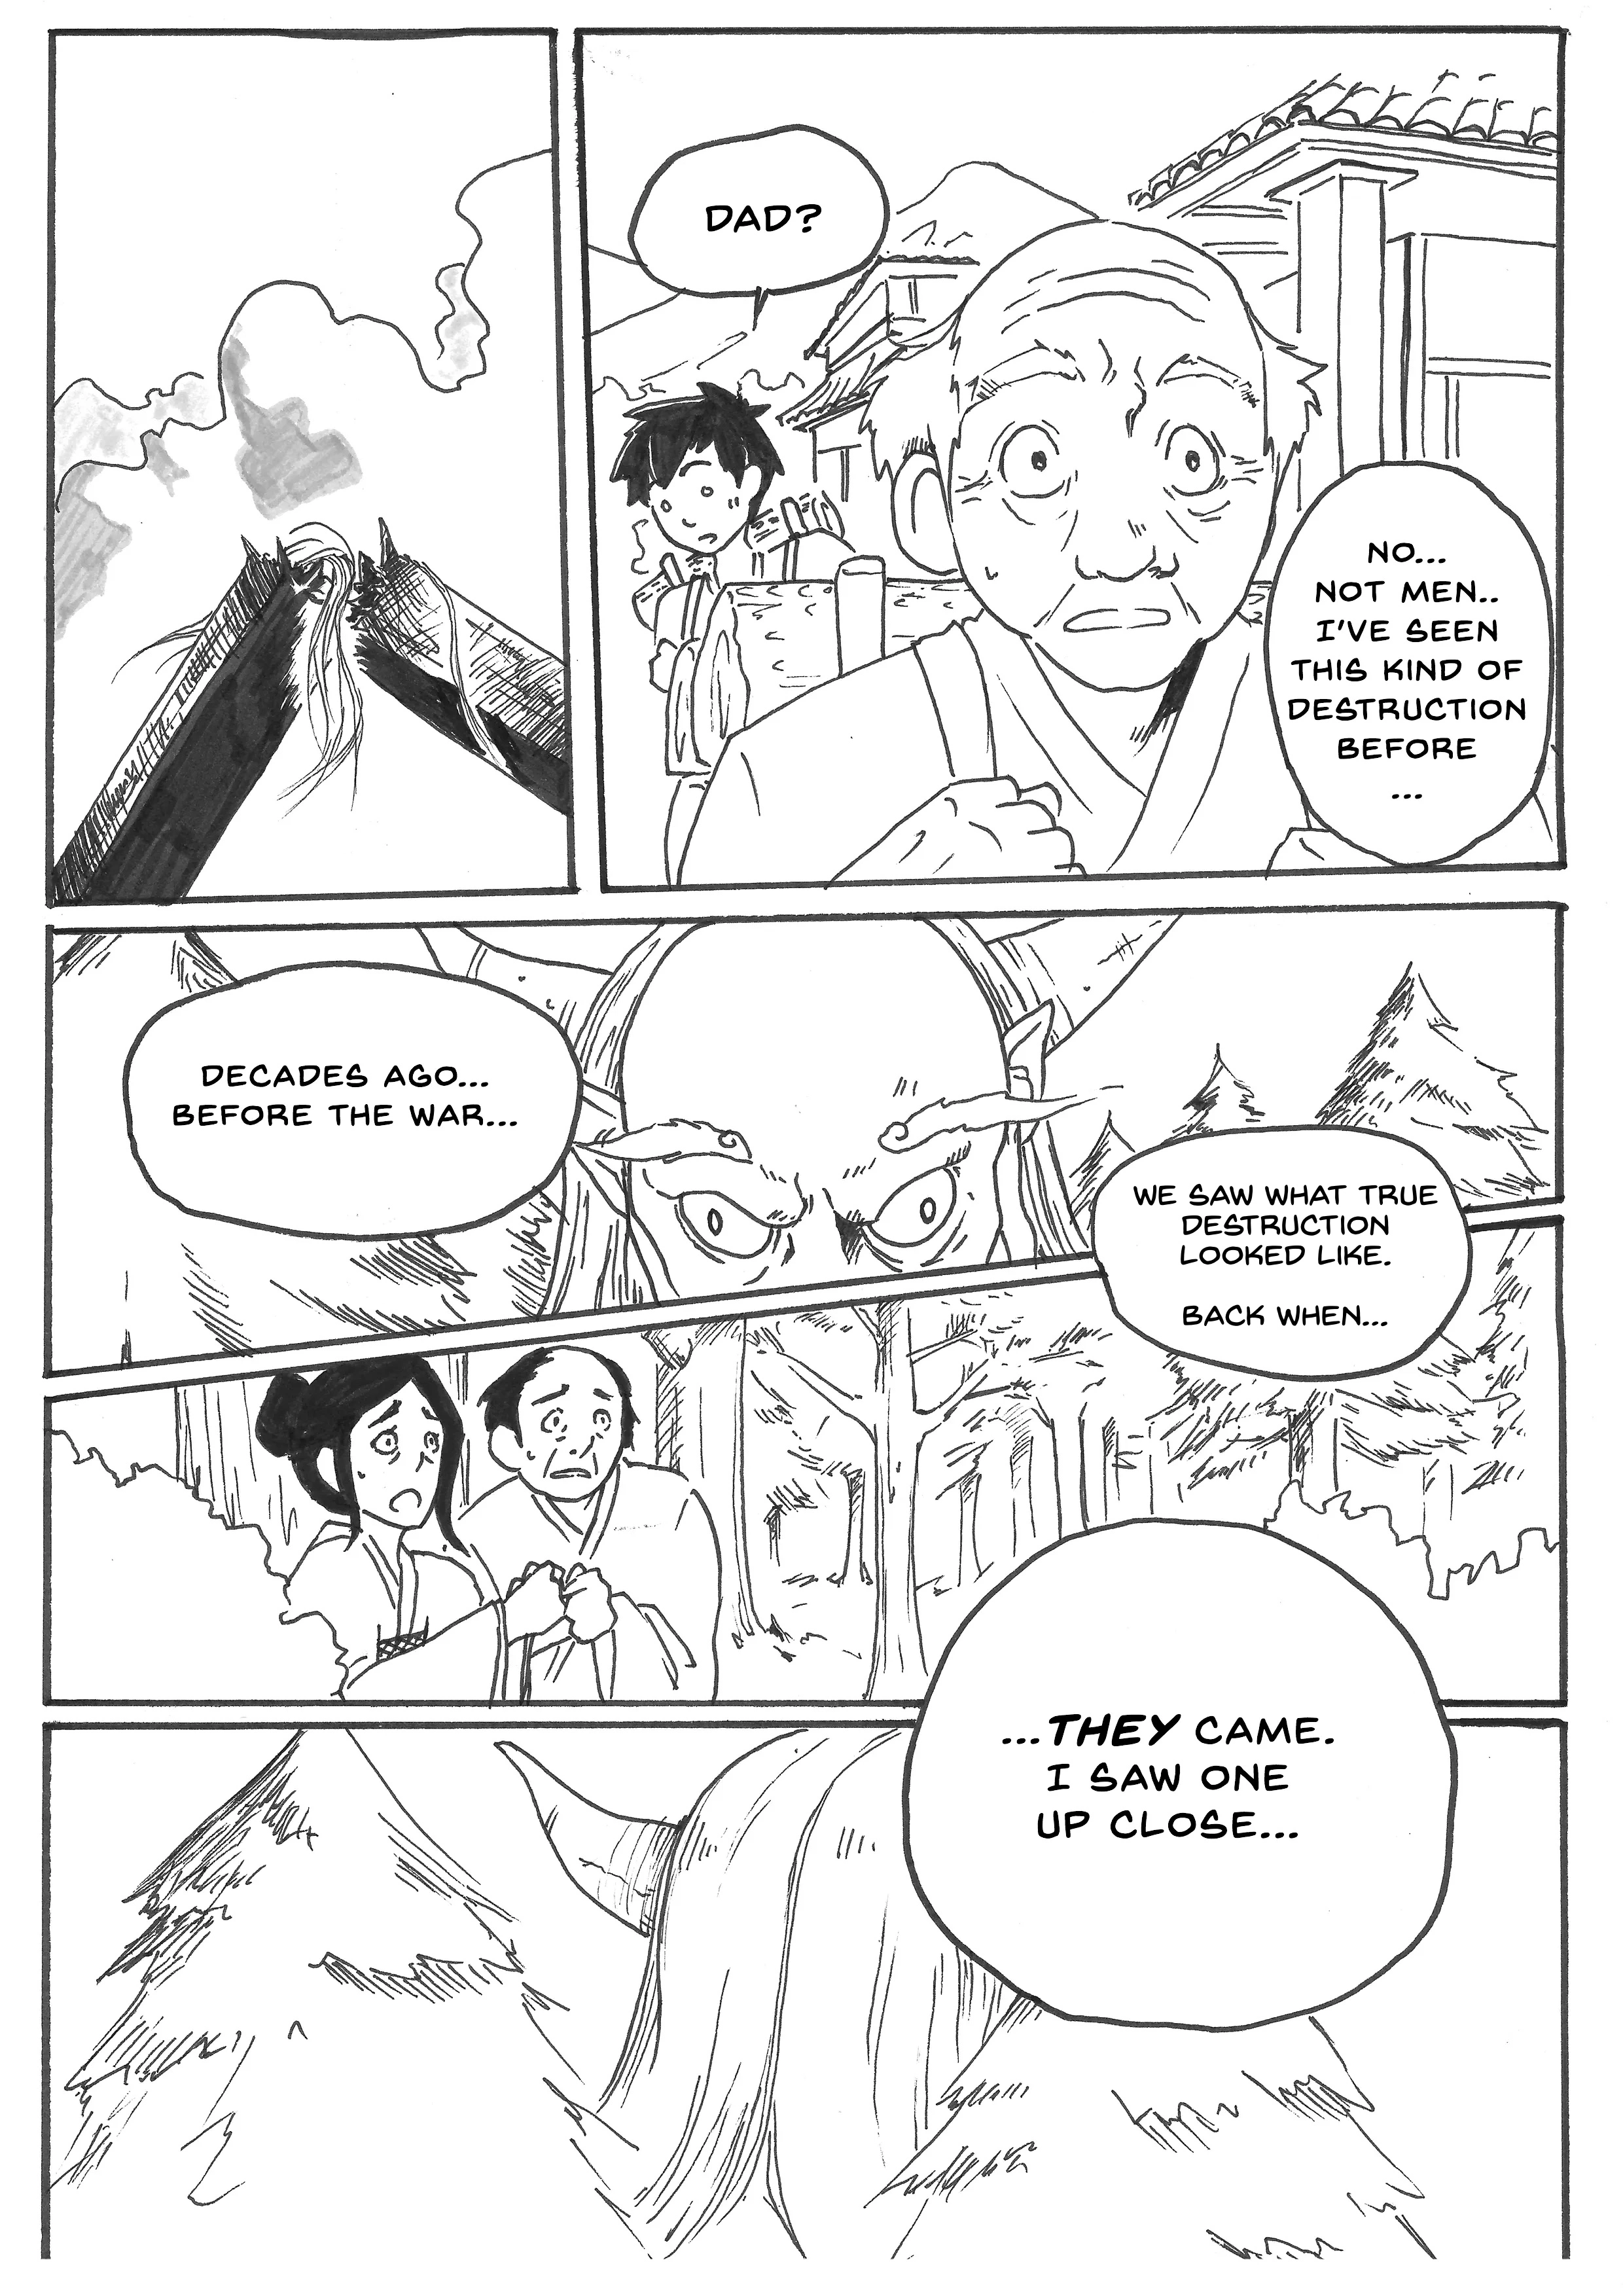 DAD?
NO...
NOT MEN..
I'VE SEEN
THIS KIND OF
DESTRUCTION
BEFORE
...
DECADES AGO...
BEFORE THE WAR...
WE SAW WHAT TRUE
DESTRUCTION
LOOKED LIKE.
BACK WHEN...
...THEY CAME.
I SAW ONE
UP CLOSE...